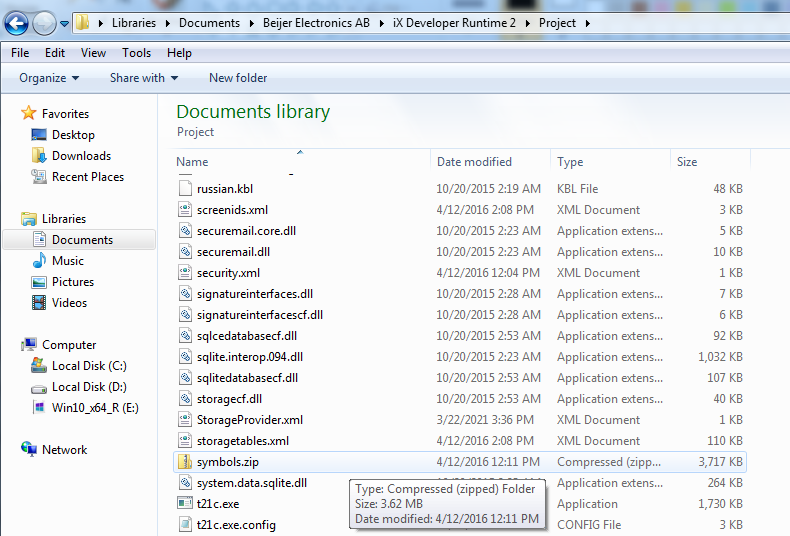 Libraries Documents Beijer Electronics AB iX Developer Runtime 2 Project
File Edit View Tools Help
Organize Share with New folder
Favorites
Desktop
Downloads
Recent Places
Libraries
Documents
Music
Pictures
Videos
Computer
Local Disk (C:)
Local Disk (D:)
Win10_x64_R (E:)
Network
Documents library
Project
Name Date modified Type Size
russian.kbl 10/20/2015 2:19 AM KBL File 48 KB
screenids.xml 4/12/2016 2:08 PM XML Document 3 KB
securemail.core.dll 10/20/2015 2:23 AM Application extens... 5 KB
securemail.dll 10/20/2015 2:23 AM Application extens... 10 KB
security.xml 4/12/2016 12:04 PM XML Document 1 KB
signatureinterfaces.dll 10/20/2015 2:28 AM Application extens... 7 KB
signatureinterfacescf.dll 10/20/2015 2:28 AM Application extens... 6 KB
sqlcedatabasecf.dll 10/20/2015 2:53 AM Application extens... 92 KB
sqlite.interop.094.dll 10/20/2015 2:23 AM Application extens... 1,032 KB
sqlitedatabasecf.dll 10/20/2015 2:53 AM Application extens... 107 KB
storagecf.dll 10/20/2015 2:53 AM Application extens... 40 KB
StorageProvider.xml 3/22/2021 3:36 PM XML Document 1 KB
storagetables.xml 4/12/2016 2:08 PM XML Document 110 KB
symbols.zip 4/12/2016 12:11 PM Compressed (zipp... 3,717 KB
system.data.sqlite.dll Application extens... 264 KB
t21c.exe Application 1,730 KB
t21c.exe.config CONFIG File 3 KB
Type: Compressed (zipped) Folder
Size: 3.62 MB
Date modified: 4/12/2016 12:11 PM